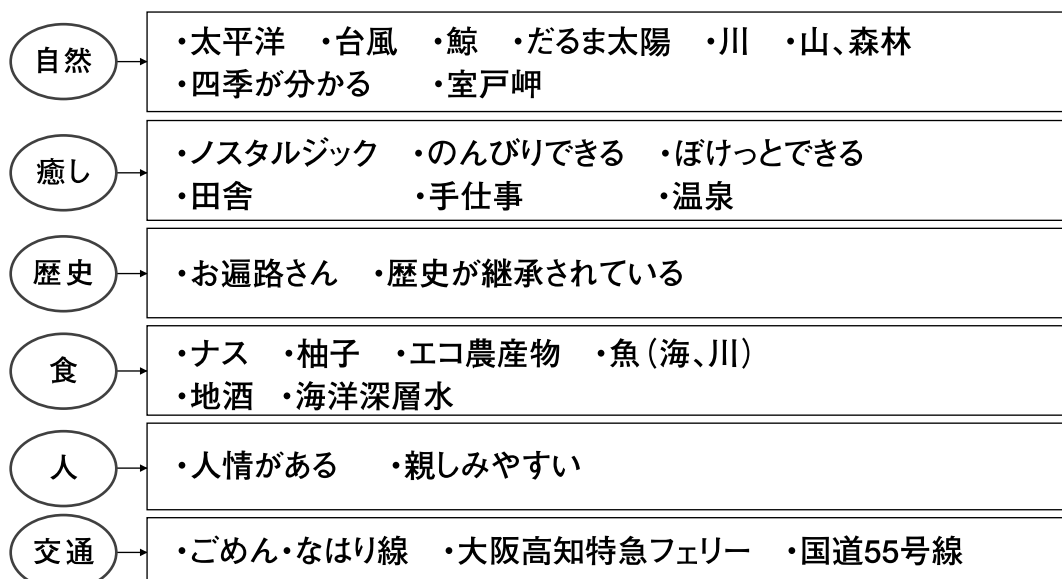 自然
・太平洋 ・台風 ・鯨 ・だるま太陽 ・川 ・山、森林
・四季が分かる ・室戸岬
癒し
・ノスタルジック ・のんびりできる ・ぼけっとできる
・田舎 ・手仕事 ・温泉
歴史
・お遍路さん ・歴史が継承されている
食
・ナス ・柚子 ・エコ農産物 ・魚（海、川）
・地酒 ・海洋深層水
人
・人情がある ・親しみやすい
交通
・ごめん・なはり線 ・大阪高知特急フェリー ・国道55号線